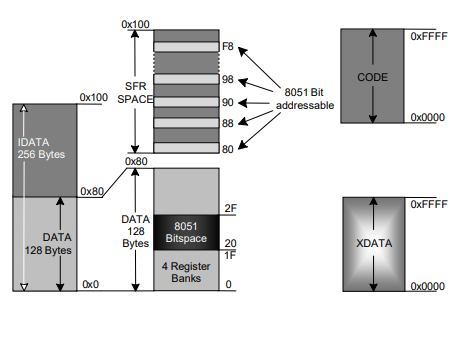 0x100
F8
SFR
SPACE
98
90
88
80
8051 Bit
addressable
0xFFFF
CODE
0x0000
0x100
IDATA
256 Bytes
0x80
0x80
DATA
128 Bytes
0x0
DATA
128
Bytes
2F
8051
Bitspace
20
1F
4 Register
Banks
0
0xFFFF
XDATA
0x0000